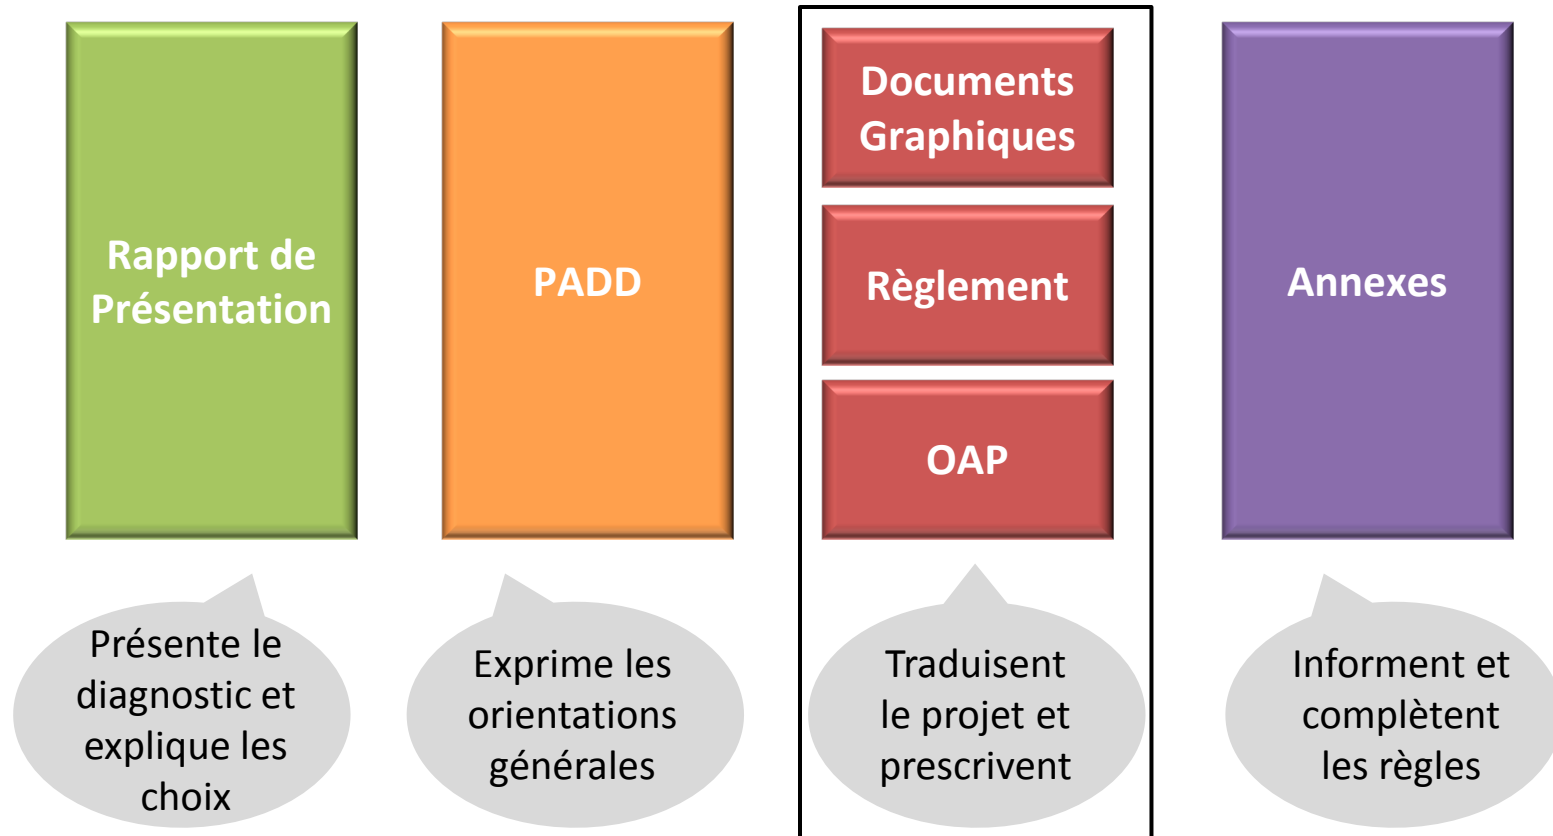 Rapport de
Présentation
PADD
Documents
Graphiques
Règlement
OAP
Annexes
Présente le
diagnostic et
explique les
choix
Exprime les
orientations
générales
Traduisent
le projet et
prescrivent
Informent et
complètent
les règles